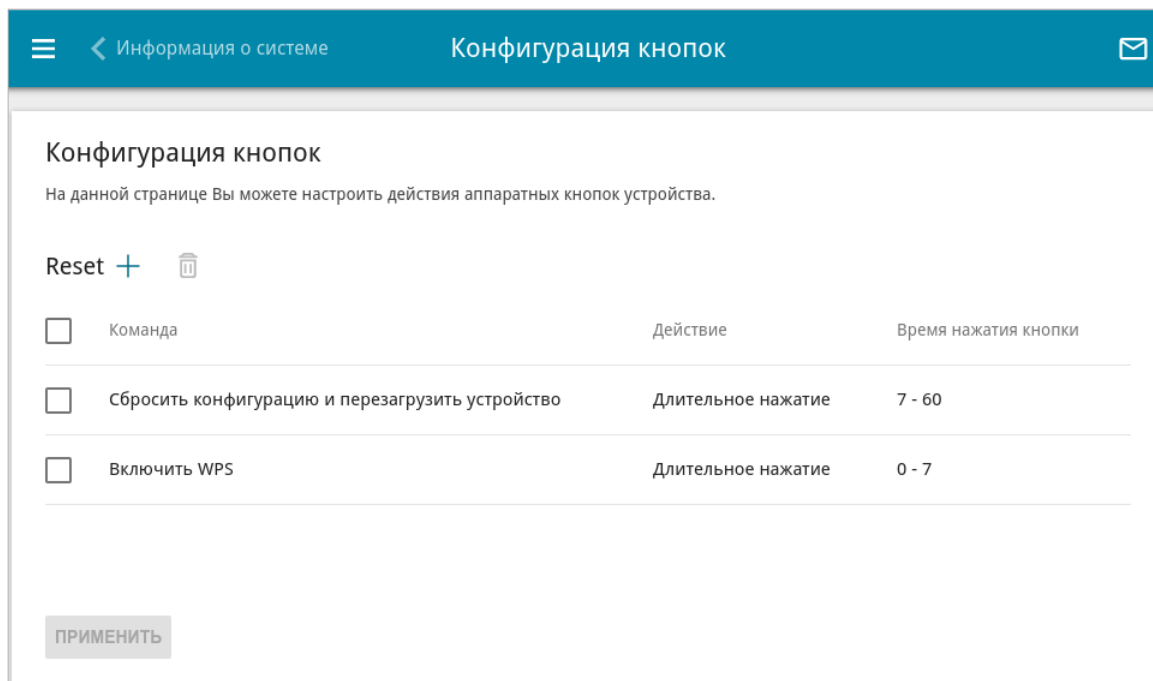 Информация о системе Конфигурация кнопок
Конфигурация кнопок
На данной странице Вы можете настроить действия аппаратных кнопок устройства.
Reset
Команда Действие Время нажатия кнопки
Сбросить конфигурацию и перезагрузить устройство Длительное нажатие 7 - 60
Включить WPS Длительное нажатие 0 - 7
ПРИМЕНИТЬ